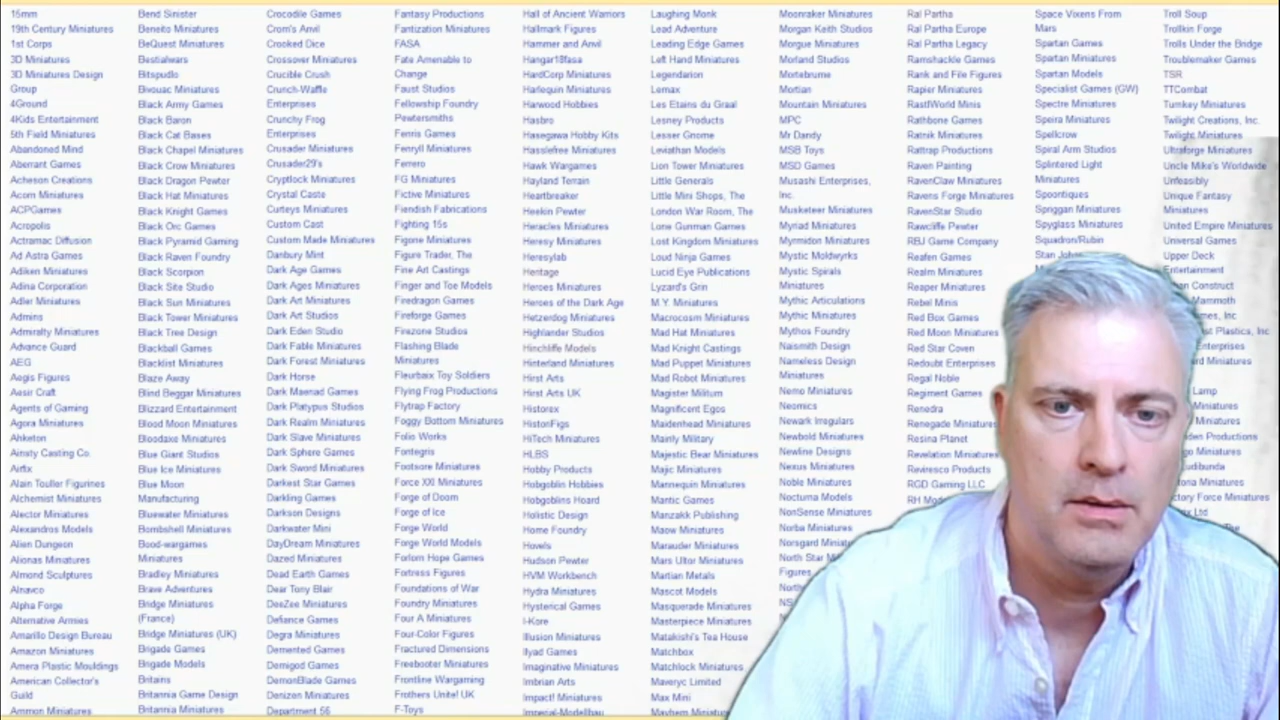 15mm
19th Century Miniatures
1st Corps
3D Miniatures
3D Miniatures Design
Group
4Ground
4Kids Entertainment
5th Field Miniatures
Abandoned Mind
Aberrant Games
Acheson Creations
Acorn Miniatures
ACPGames
Acropolis
Actramac Diffusion
Ad Astra Games
Adiken Miniatures
Adina Corporation
Adler Miniatures
Admins
Admiralty Miniatures
Advance Guard
AEG
Aegis Figures
Aesir Craft
Agents of Gaming
Agora Miniatures
Ahketon
Ainsty Casting Co.
Airfix
Alain Touller Figurines
Alchemist Miniatures
Alector Miniatures
Alexandros Models
Alien Dungeon
Alionas Miniatures
Almond Sculptures
Alnavco
Alpha Forge
Alternative Armies
Amarillo Design Bureau
Amazon Miniatures
Amera Plastic Mouldings
American Collector's
Guild
Ammon Miniatures
Bend Sinister
Beneito Miniatures
BeQuest Miniatures
Bestialwars
Bitspudlo
Bivouac Miniatures
Black Army Games
Black Baron
Black Cat Bases
Black Chapel Miniatures
Black Crow Miniatures
Black Dragon Pewter
Black Hat Miniatures
Black Knight Games
Black Orc Games
Black Pyramid Gaming
Black Raven Foundry
Black Scorpion
Black Site Studio
Black Sun Miniatures
Black Tower Miniatures
Black Tree Design
Blackball Games
Blacklist Miniatures
Blaze Away
Blind Beggar Miniatures
Blizzard Entertainment
Blood Moon Miniatures
Bloodaxe Miniatures
Blue Giant Studios
Blue Ice Miniatures
Blue Moon
Manufacturing
Bluewater Miniatures
Bombshell Miniatures
Bood-wargames
Miniatures
Bradley Miniatures
Brave Adventures
Bridge Miniatures
(France)
Bridge Miniatures (UK)
Brigade Games
Brigade Models
Britains
Britannia Game Design
Britannia Miniatures
Crocodile Games
Crom's Anvil
Crooked Dice
Crossover Miniatures
Crucible Crush
Crunch-Waffle
Enterprises
Crunchy Frog
Enterprises
Crusader Miniatures
Crusader29's
Cryptlock Miniatures
Crystal Caste
Curteys Miniatures
Custom Cast
Custom Made Miniatures
Danbury Mint
Dark Age Games
Dark Ages Miniatures
Dark Art Miniatures
Dark Art Studios
Dark Eden Studio
Dark Fable Miniatures
Dark Forest Miniatures
Dark Horse
Dark Maenad Games
Dark Platypus Studios
Dark Realm Miniatures
Dark Slave Miniatures
Dark Sphere Games
Dark Sword Miniatures
Darkest Star Games
Darkling Games
Darkson Designs
Darkwater Mini
DayDream Miniatures
Dazed Miniatures
Dead Earth Games
Dear Tony Blair
DeeZee Miniatures
Defiance Games
Degra Miniatures
Demented Games
Demigod Games
DemonBlade Games
Denizen Miniatures
Department 56
Fantasy Productions
Fantization Miniatures
FASA
Fate Amenable to
Change
Faust Studios
Fellowship Foundry
Pewtersmiths
Fenris Games
Fenryll Miniatures
Ferrero
FG Miniatures
Fictive Miniatures
Fiendish Fabrications
Fighting 15s
Figone Miniatures
Figure Trader, The
Fine Art Castings
Finger and Toe Models
Firedragon Games
Fireforge Games
Firezone Studios
Flashing Blade
Miniatures
Fleurbaix Toy Soldiers
Flying Frog Productions
Flytrap Factory
Foggy Bottom Miniatures
Folio Works
Fontegris
Footsore Miniatures
Force XXI Miniatures
Forge of Doom
Forge of Ice
Forge World
Forge World Models
Forlorn Hope Games
Fortress Figures
Foundations of War
Foundry Miniatures
Four A Miniatures
Four-Color Figures
Fractured Dimensions
Freebooter Miniatures
Frontline Wargaming
Frothers Unite! UK
F-Toys
Hall of Ancient Warriors
Hallmark Figures
Hammer and Anvil
Hangar18fasa
HardCorp Miniatures
Harlequin Miniatures
Harwood Hobbies
Hasbro
Hasegawa Hobby Kits
Hasslefree Miniatures
Hawk Wargames
Hayland Terrain
Heartbreaker
Heekin Pewter
Heracles Miniatures
Heresy Miniatures
Heresylab
Heritage
Heroes Miniatures
Heroes of the Dark Age
Hetzerdog Miniatures
Highlander Studios
Hinchliffe Models
Hinterland Miniatures
Hirst Arts
Hirst Arts UK
Historex
HistoriFigs
HiTech Miniatures
HLBS
Hobby Products
Hobgoblin Hobbies
Hobgoblins Hoard
Holistic Design
Home Foundry
Hovels
Hudson Pewter
HVM Workbench
Hydra Miniatures
Hysterical Games
I-Kore
Illusion Miniatures
Ilyad Games
Imaginative Miniatures
Imbrian Arts
Impact! Miniatures
Imperial-Modellbau
Laughing Monk
Lead Adventure
Leading Edge Games
Left Hand Miniatures
Legendarion
Lemax
Les Etains du Graal
Lesney Products
Lesser Gnome
Leviathan Models
Lion Tower Miniatures
Little Generals
Little Mini Shops, The
London War Room, The
Lone Gunman Games
Lost Kingdom Miniatures
Loud Ninja Games
Lucid Eye Publications
Lyzard's Grin
M.Y. Miniatures
Macrocosm Miniatures
Mad Hat Miniatures
Mad Knight Castings
Mad Puppet Miniatures
Mad Robot Miniatures
Magister Militum
Magnificent Egos
Maidenhead Miniatures
Mainly Military
Majestic Bear Miniatures
Majic Miniatures
Mannequin Miniatures
Mantic Games
Manzakk Publishing
Maow Miniatures
Marauder Miniatures
Mars Ultor Miniatures
Martian Metals
Mascot Models
Masquerade Miniatures
Masterpiece Miniatures
Matakishi's Tea House
Matchbox
Matchlock Miniatures
Maveryc Limited
Max Mini
Mayhem Miniatures
Moonraker Miniatures
Morgan Keith Studios
Morgue Miniatures
Morland Studios
Mortebrume
Mortian
Mountain Miniatures
MPC
Mr Dandy
MSB Toys
MSD Games
Musashi Enterprises,
Inc.
Musketeer Miniatures
Myriad Miniatures
Myrmidon Miniatures
Mystic Moldwyrks
Mystic Spirals
Miniatures
Mythic Articulations
Mythic Miniatures
Mythos Foundry
Naismith Design
Nameless Design
Miniatures
Nemo Miniatures
Neomics
Newark Irregulars
Newbold Miniatures
Newline Designs
Nexus Miniatures
Noble Miniatures
Nocturna Models
NonSense Miniatures
Norba Miniatures
Norsgard
North Star
Figures
Ral Partha
Ral Partha Europe
Ral Partha Legacy
Ramshackle Games
Rank and File Figures
Rapier Miniatures
RastlWorld Minis
Rathbone Games
Ratnik Miniatures
Rattrap Productions
Raven Painting
RavenClaw Miniatures
Ravens Forge Miniatures
RavenStar Studio
Rawcliffe Pewter
RBJ Game Company
Reafen Games
Realm Miniatures
Reaper Miniatures
Rebel Minis
Red Box Games
Red Moon Miniatures
Red Star Coven
Redoubt Enterprises
Regal Noble
Regiment Games
Renedra
Renegade Miniatures
Resina Planet
Revelation Miniatures
Reviresco Products
RGD Gaming LLC
RH
Space Vixens From
Mars
Spartan Games
Spartan Miniatures
Spartan Models
Specialist Games (GW)
Spectre Miniatures
Speira Miniatures
Spellcrow
Spiral Arm Studios
Splintered Light
Miniatures
Spoontiques
Spriggan Miniatures
Spyglass Miniatures
Squadron/Rubin
Stan
Troll Soup
Trollkin Forge
Trolls Under the Bridge
Troublemaker Games
TSR
TTCombat
Turnkey Miniatures
Twilight Creations, Inc.
Twilight Miniatures
Ultraforge Miniatures
Uncle Mike's Worldwide
Unfeasibly
Unique Fantasy
Miniatures
United Empire Miniatures
Universal Games
Upper Deck
Entertainment
Construct
Mammoth
Inc
Plastics, Inc
Enterprises
Miniatures
Lamp
Miniatures
Miniatures
Productions
Miniatures
Miniatures
Force Miniatures
Ltd